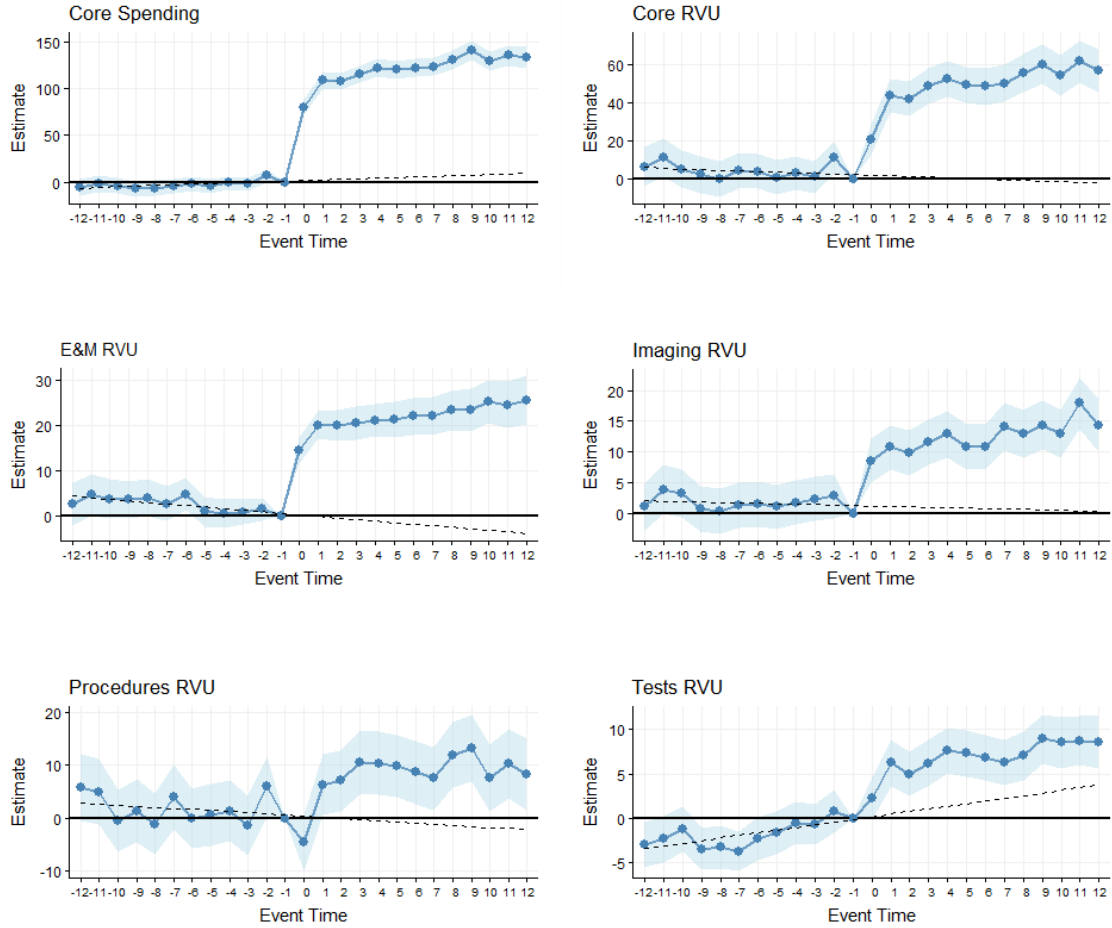 Core Spending
150
100
50
0
Estimate
-12 -11 -10 -9 -8 -7 -6 -5 -4 -3 -2 -1 0 1 2 3 4 5 6 7 8 9 10 11 12
Event Time
Core RVU
60
40
20
0
Estimate
-12 -11 -10 -9 -8 -7 -6 -5 -4 -3 -2 -1 0 1 2 3 4 5 6 7 8 9 10 11 12
Event Time
E&M RVU
30
20
10
0
Estimate
-12 -11 -10 -9 -8 -7 -6 -5 -4 -3 -2 -1 0 1 2 3 4 5 6 7 8 9 10 11 12
Event Time
Imaging RVU
20
15
10
5
0
Estimate
-12 -11 -10 -9 -8 -7 -6 -5 -4 -3 -2 -1 0 1 2 3 4 5 6 7 8 9 10 11 12
Event Time
Procedures RVU
20
10
0
-10
Estimate
-12 -11 -10 -9 -8 -7 -6 -5 -4 -3 -2 -1 0 1 2 3 4 5 6 7 8 9 10 11 12
Event Time
Tests RVU
10
5
0
-5
Estimate
-12 -11 -10 -9 -8 -7 -6 -5 -4 -3 -2 -1 0 1 2 3 4 5 6 7 8 9 10 11 12
Event Time